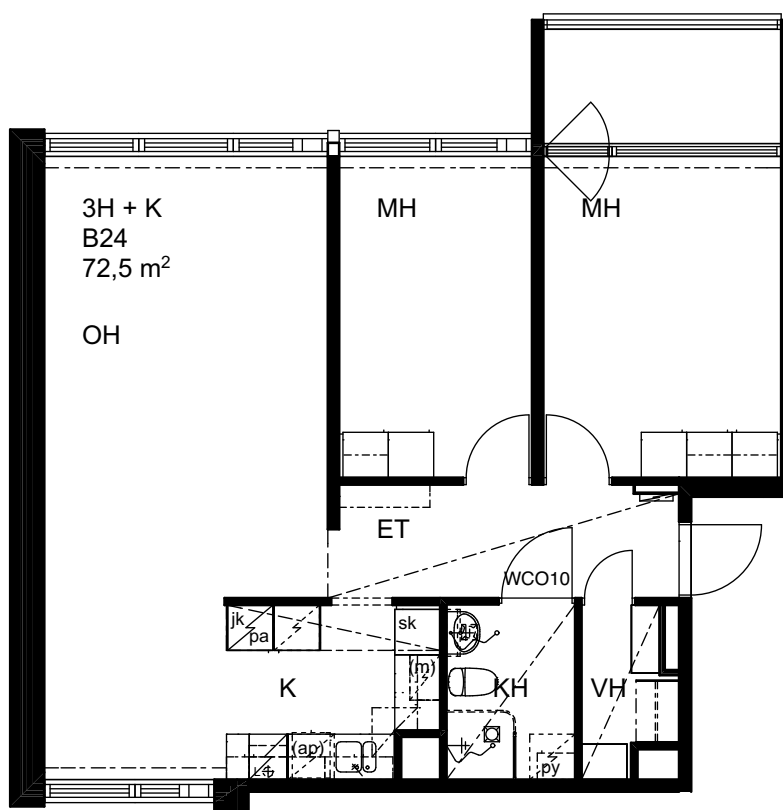 3H + K
B24
72,5 m²
OH
MH
MH
ET
WCO10
jk
pa
sk
(m)
K
KH
VH
(ap)
py